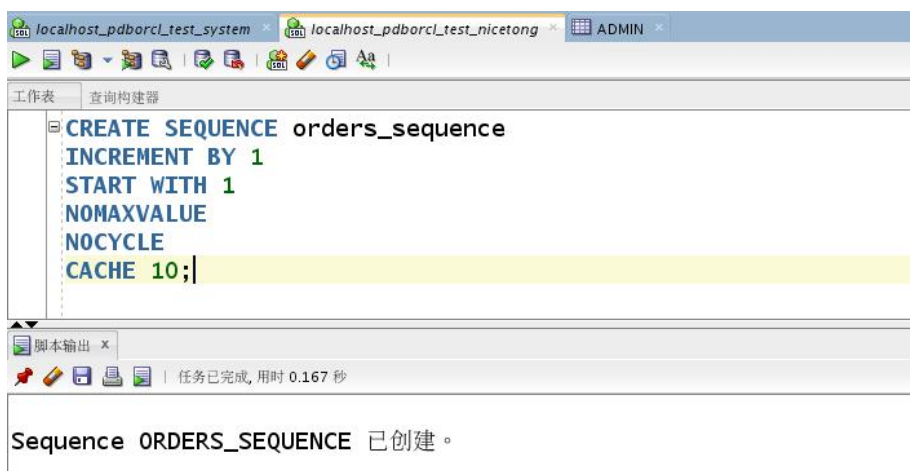 localhost_pdborcl_test_system localhost_pdborcl_test_nicetong ADMIN
工作表 查询构建器
CREATE SEQUENCE orders_sequence
INCREMENT BY 1
START WITH 1
NOMAXVALUE
NOCYCLE
CACHE 10;
脚本输出 x
任务已完成, 用时 0.167 秒
Sequence ORDERS_SEQUENCE 已创建。